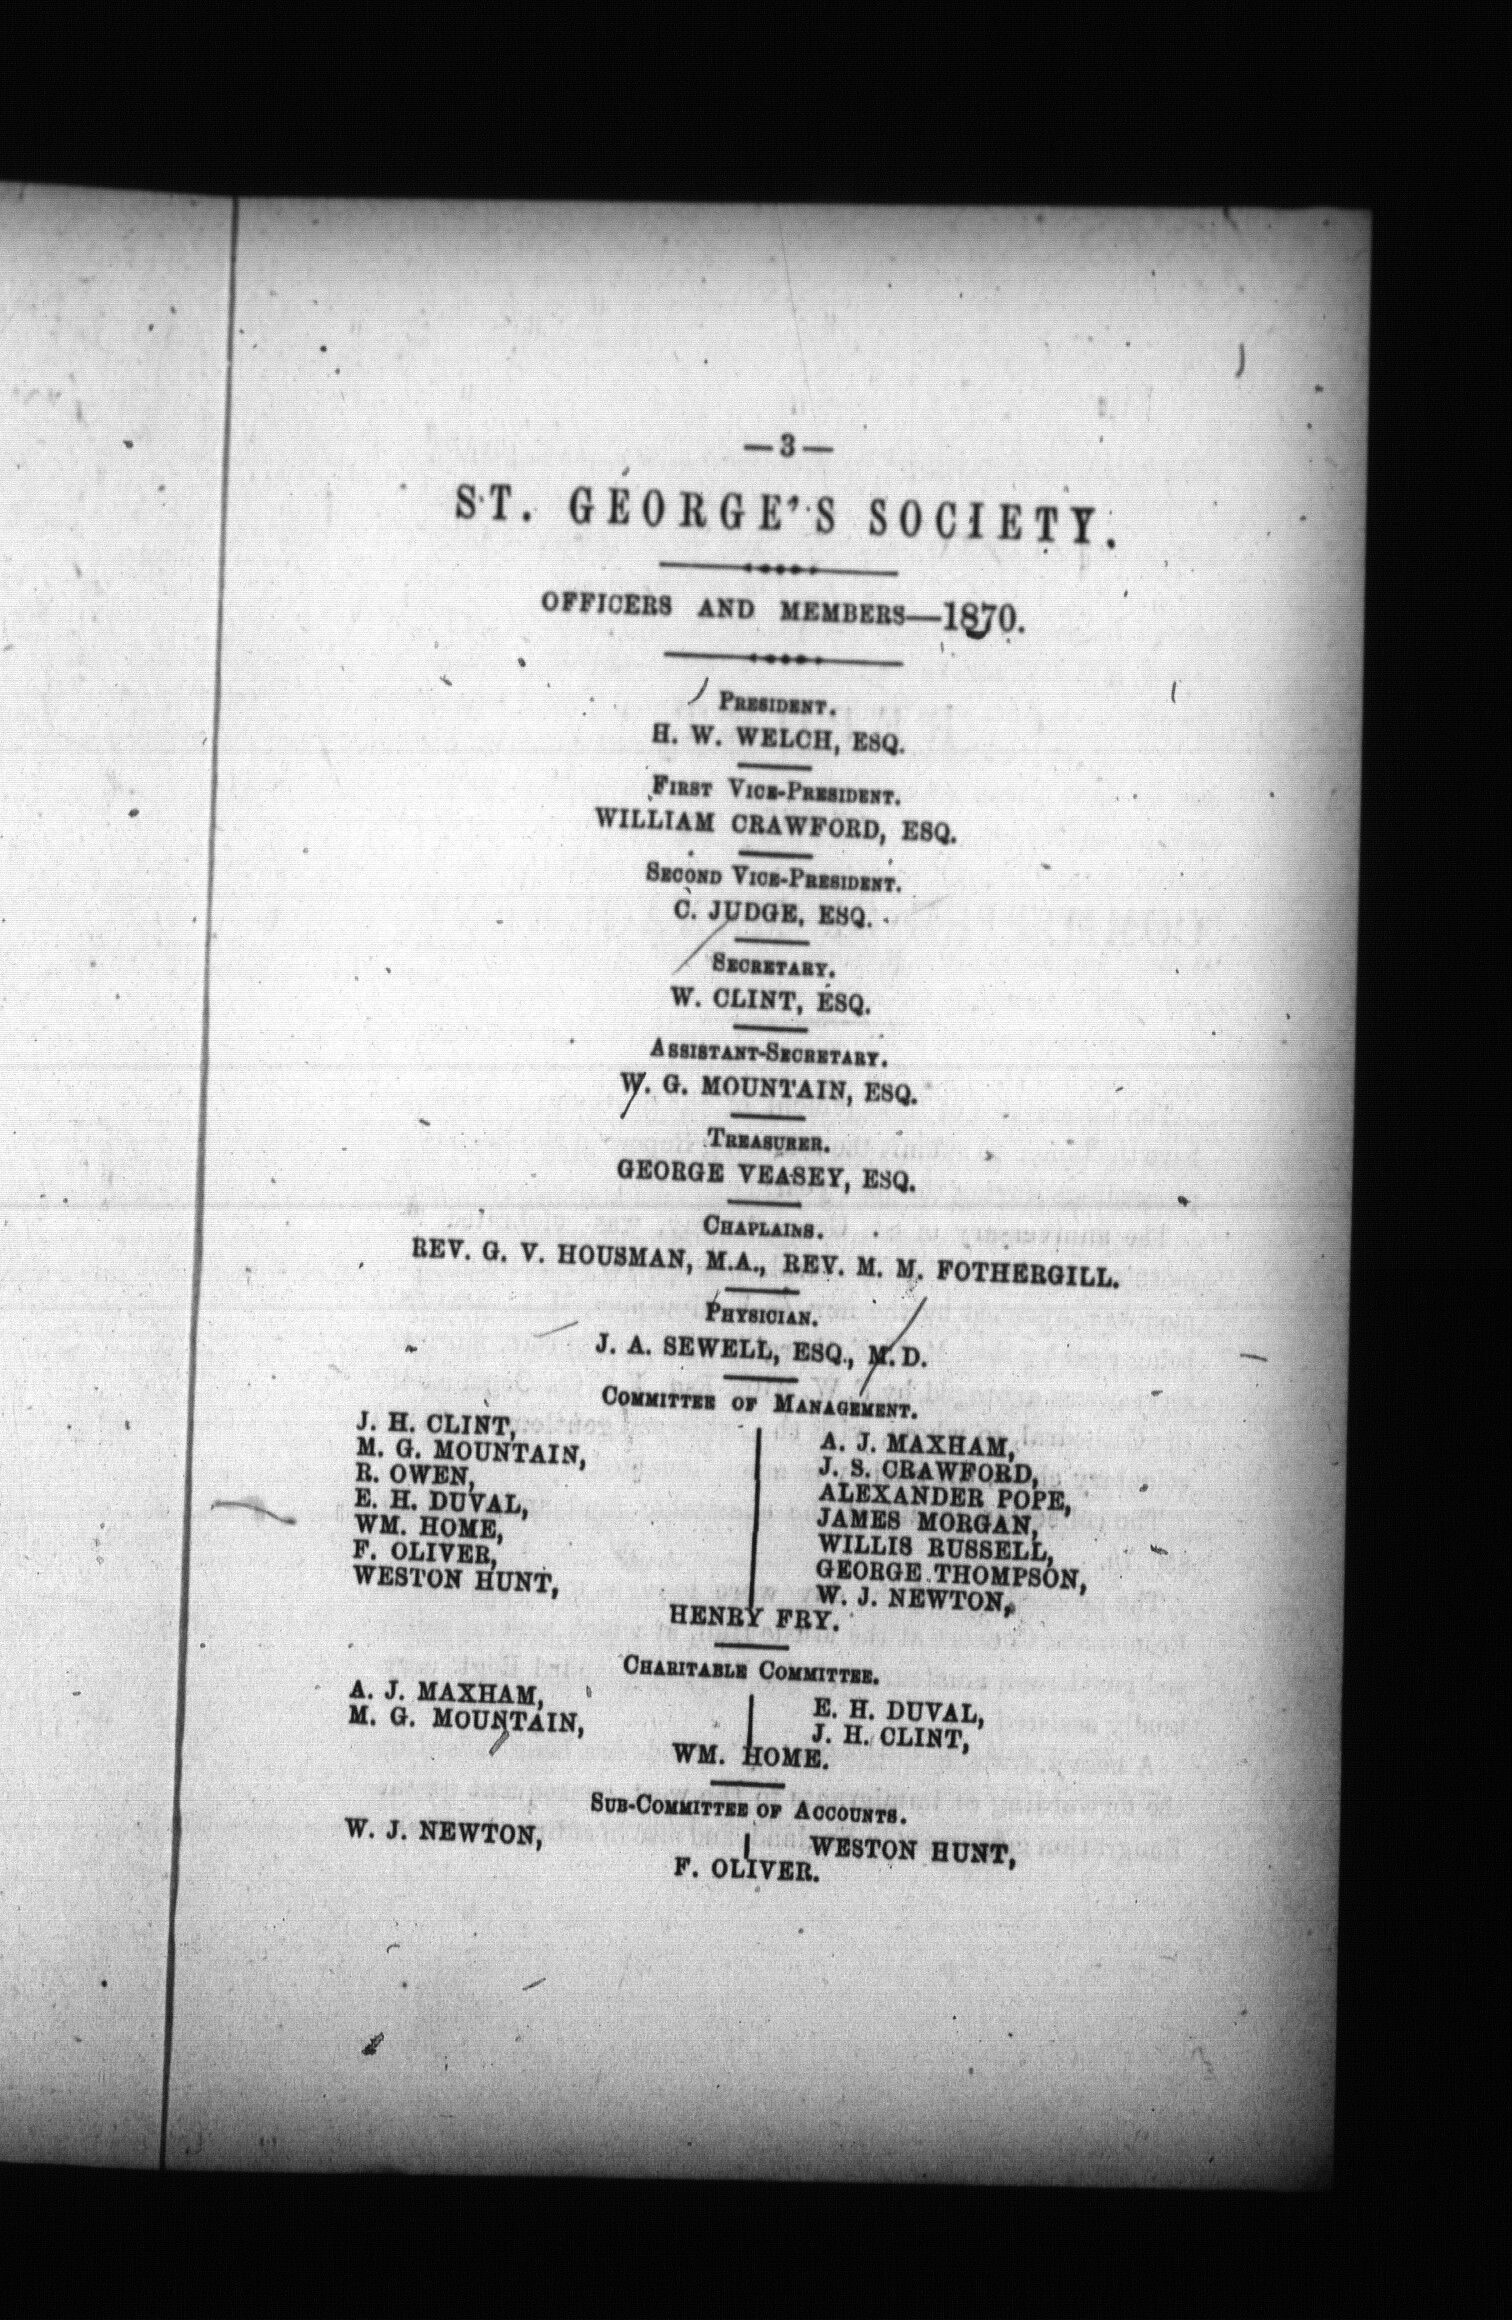 — 3 —
ST. GEORGE'S SOCIETY.
OFFICERS AND MEMBERS—1870.
PRESIDENT.
H. W. WELCH, ESQ.
FIRST VICE-PRESIDENT.
WILLIAM CRAWFORD, ESQ.
SECOND VICE-PRESIDENT.
C. JUDGE, ESQ.
SECRETARY.
W. CLINT, ESQ.
ASSISTANT-SECRETARY.
W. G. MOUNTAIN, ESQ.
TREASURER.
GEORGE VEASEY, ESQ.
CHAPLAINS.
REV. G. V. HOUSMAN, M.A., REV. M. M. FOTHERGILL.
PHYSICIAN.
J. A. SEWELL, ESQ., M.D.
COMMITTEE OF MANAGEMENT.
J. H. CLINT,
M. G. MOUNTAIN,
R. OWEN,
E. H. DUVAL,
WM. HOME,
F. OLIVER,
WESTON HUNT,
A. J. MAXHAM,
J. S. CRAWFORD,
ALEXANDER POPE,
JAMES MORGAN,
WILLIS RUSSELL,
GEORGE THOMPSON,
W. J. NEWTON,
HENRY FRY.
CHARITABLE COMMITTEE.
A. J. MAXHAM,
M. G. MOUNTAIN,
E. H. DUVAL,
J. H. CLINT,
WM. HOME.
SUB-COMMITTEE OF ACCOUNTS.
W. J. NEWTON,
WESTON HUNT,
F. OLIVER.